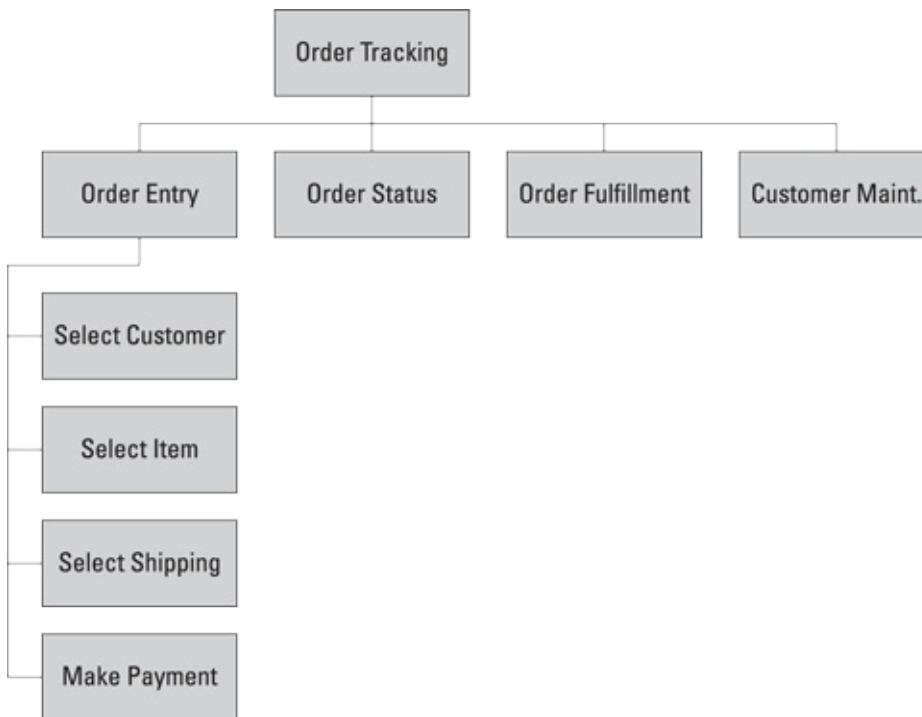 Order Tracking
Order Entry
Order Status
Order Fulfillment
Customer Maint.
Select Customer
Select Item
Select Shipping
Make Payment